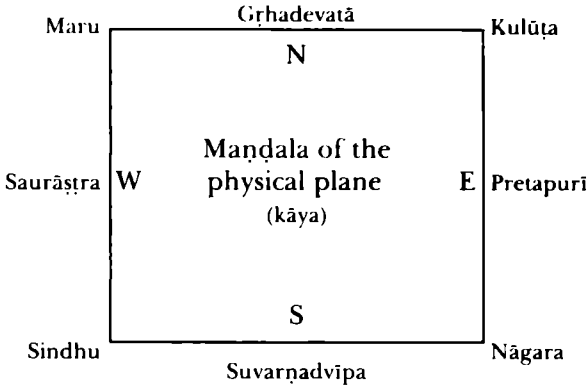 Gṛhadevatā
Maru Kulūṭa
N
Maṇḍala of the
Saurāṣṭra W physical plane E Pretapurī
(kāya)
S
Sindhu Nāgara
Suvarṇadvīpa